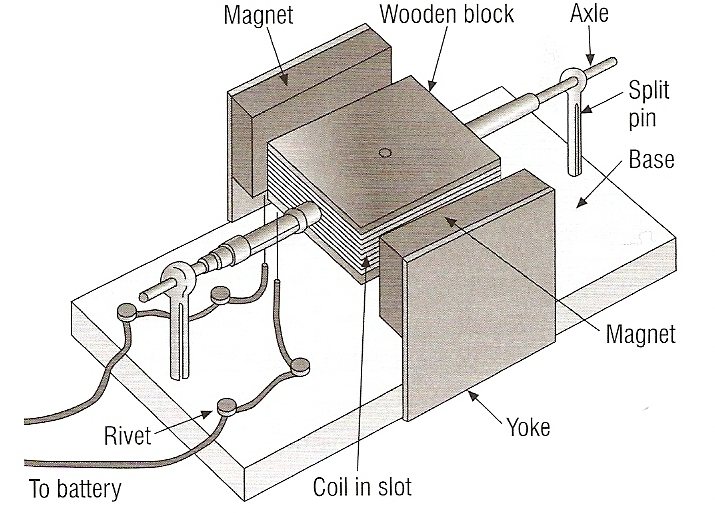 Magnet
Wooden block
Axle
Split
pin
Base
Magnet
Yoke
Rivet
Coil in slot
To battery